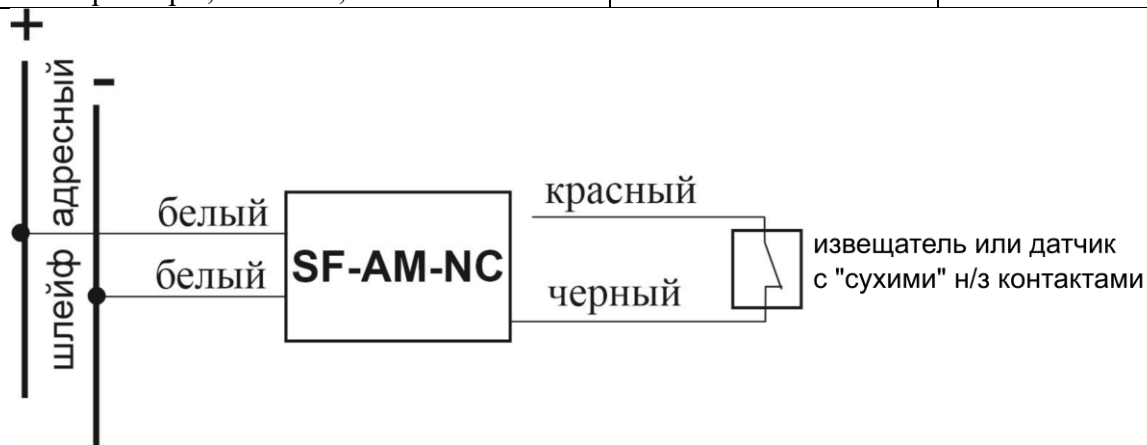 +
-
шлейф адресный
белый
белый
SF-AM-NC
красный
черный
извещатель или датчик
с "сухими" н/з контактами